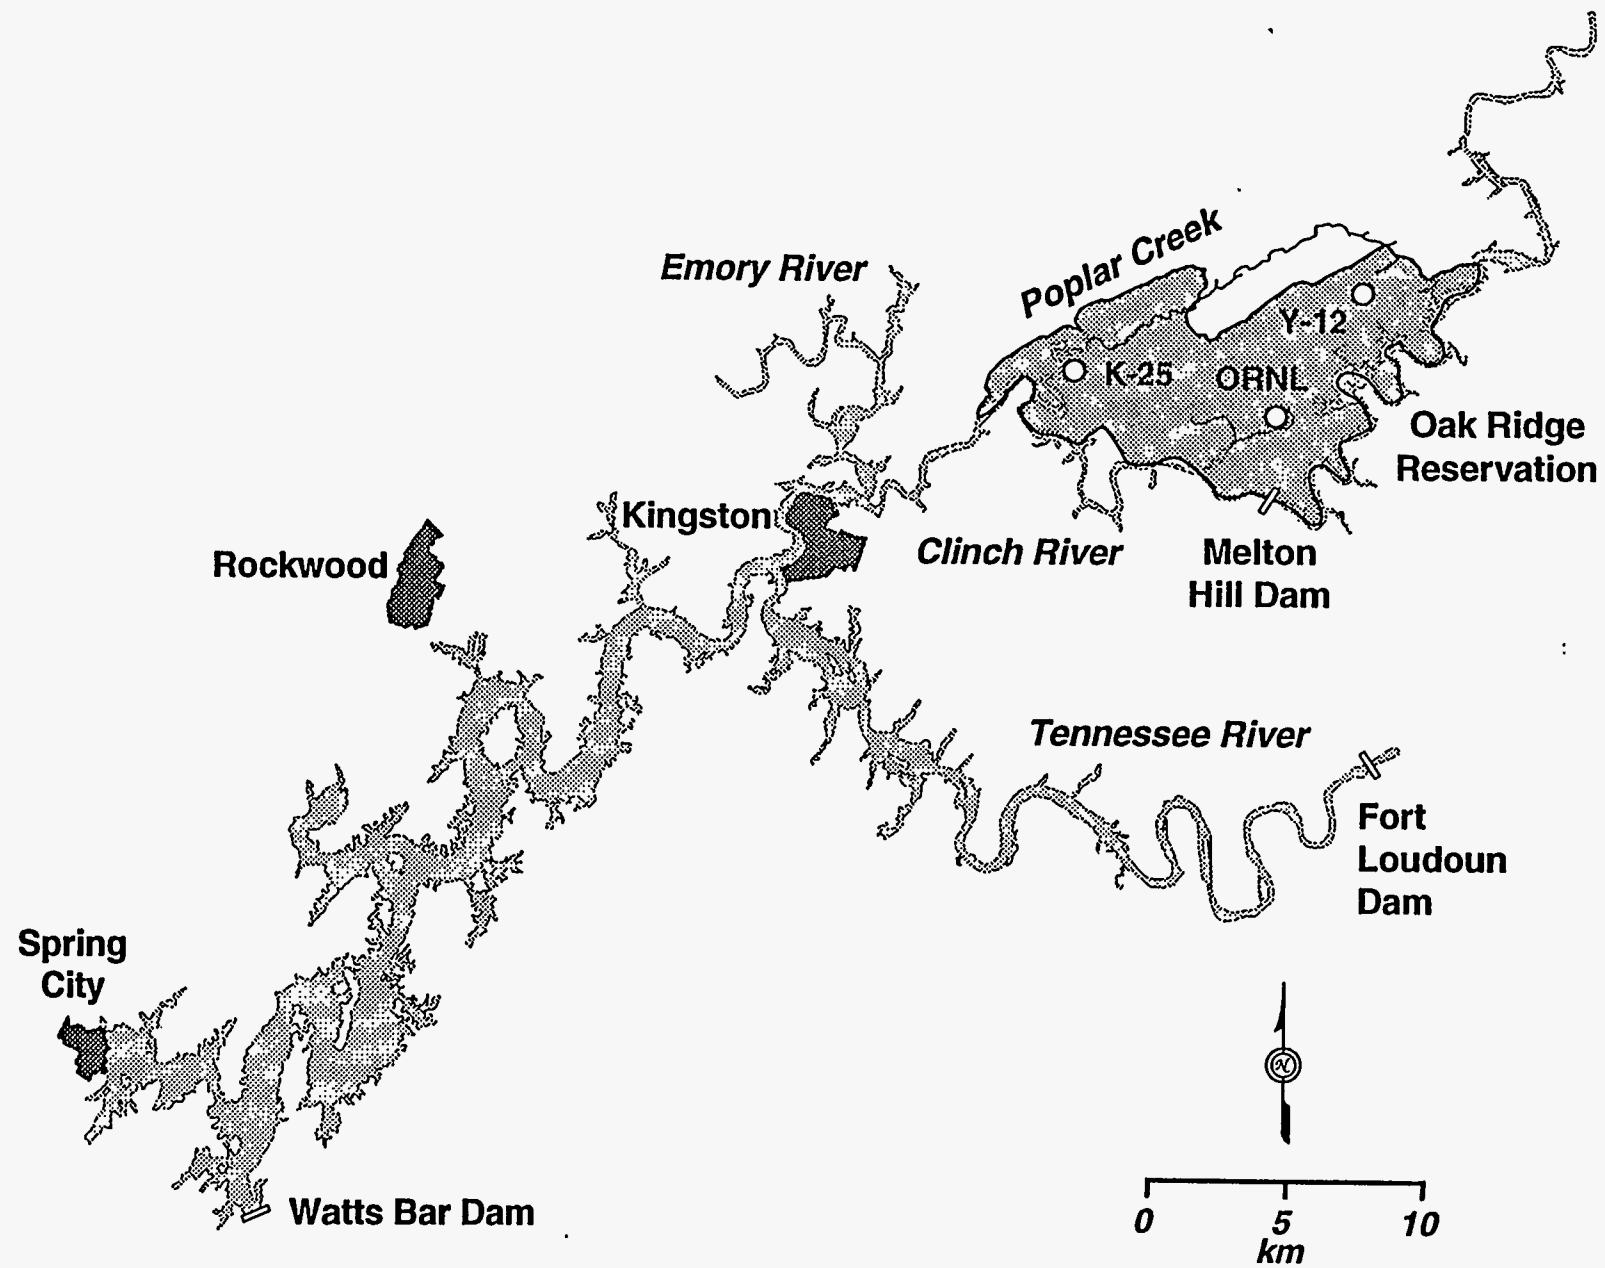 Poplar Creek
Emory River
Y-12
K-25
ORNL
Oak Ridge
Reservation
Kingston
Rockwood
Clinch River
Melton
Hill Dam
Tennessee River
Fort
Loudoun
Dam
Spring
City
N
Watts Bar Dam
0 5 10
km